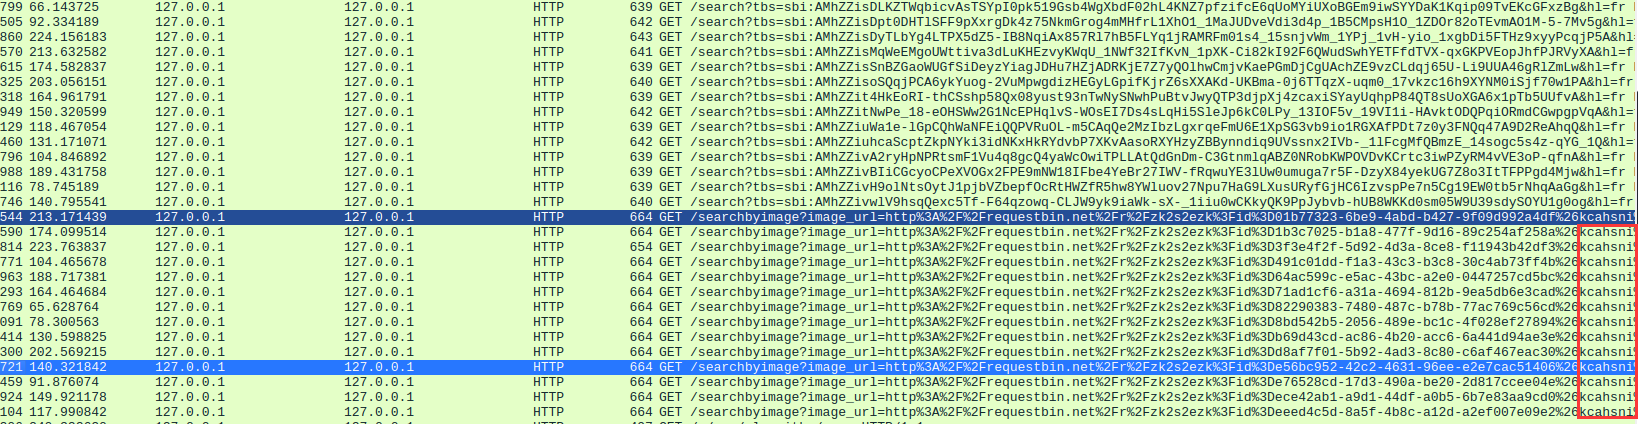 799 66.143725 127.0.0.1 127.0.0.1 HTTP 639 GET /search?tbs=sbi:AMhZZisDLKZTWqbicvAsTSYpI0pk519Gsb4WgXbdF02hL4KNZ7pfzifcE6qUoMYiUXoBGEm9iwSYYDaK1Kqip09TvEKcGFxzBg&hl=fr
505 92.334189 127.0.0.1 127.0.0.1 HTTP 642 GET /search?tbs=sbi:AMhZZisDpt0DHTlSFF9pXxrgDk4z75NkmGrog4mMHfrL1XhO1_1MaJUDveVdi3d4p_1B5CMpsH1O_1ZDOr82oTEvmAO1M-5-7Mv5g&hl=
860 224.156183 127.0.0.1 127.0.0.1 HTTP 643 GET /search?tbs=sbi:AMhZZisDyTLbYg4LTPX5dZ5-IB8NqiAx857Rl7hB5FLYq1jRAMRFm01s4_15snjvWm_1YPj_1vH-yio_1xgbDi5FTHz9xyyPcqjP5A&hl=
570 213.632582 127.0.0.1 127.0.0.1 HTTP 641 GET /search?tbs=sbi:AMhZZisMqWeEMgoUWttiva3dLuKHEzvyKWqU_1NWf32IfKvN_1pXK-Ci82kI92F6QWudSwhYETFfdTVX-qxGKPVEopJhfPJRVyXA&hl=fr
615 174.582837 127.0.0.1 127.0.0.1 HTTP 639 GET /search?tbs=sbi:AMhZZisSnBZGaoWUGfSiDeyzYiagJDHu7HZjADRKjE7Z7yQOlhwCmjvKaePGmDjCgUAchZE9vzCLdqj65U-Li9UUA46gRlZmLw&hl=fr
325 203.056151 127.0.0.1 127.0.0.1 HTTP 640 GET /search?tbs=sbi:AMhZZisoSQqjPCA6ykYuog-2VuMpwgdizHEGyLGpifKjrZ6sXXAKd-UKBma-0j6TTqzX-uqm0_17vkzc16h9XYNM0iSjf70w1PA&hl=fr
318 164.961791 127.0.0.1 127.0.0.1 HTTP 639 GET /search?tbs=sbi:AMhZZit4HkEoRI-thCSshp58Qx08yust93nTwNySNwhPuBtvJwyQTP3djpXj4zcaxiSYayUqhpP84QT8sUoXGA6x1pTb5UUfvA&hl=fr
949 150.320599 127.0.0.1 127.0.0.1 HTTP 642 GET /search?tbs=sbi:AMhZZitNwPe_18-eOHSWw2G1NcEPHqlvS-WOsEI7Ds4sLqHi5SleJp6kC0LPy_13IOF5v_19VI1i-HAvktODQPqiORmdCGwpgpVqA&hl=
129 118.467054 127.0.0.1 127.0.0.1 HTTP 639 GET /search?tbs=sbi:AMhZZiuWa1e-lGpCQhWaNFEiQQPVRuOL-m5CAqQe2MzIbzLgxrqeFmU6E1XpSG3vb9io1RGXAfPDt7z0y3FNQq47A9D2ReAhqQ&hl=fr
460 131.171071 127.0.0.1 127.0.0.1 HTTP 642 GET /search?tbs=sbi:AMhZZiuhcaScptZkpNYki3idNKxHkRYdvbP7XKvAasoRXYHzyZBBynndiq9UVssnx2IVb-_1lFcgMfQBmzE_14sogc5s4z-qYG_1Q&hl=
796 104.846892 127.0.0.1 127.0.0.1 HTTP 639 GET /search?tbs=sbi:AMhZZivA2ryHpNPRtsmF1Vu4q8gcQ4yaWcOwiTPLLAtQdGnDm-C3GtnmlqABZ0NRobKWPOVDvKCrtc3iwPZyRM4vVE3oP-qfnA&hl=fr
988 189.431758 127.0.0.1 127.0.0.1 HTTP 639 GET /search?tbs=sbi:AMhZZivBIiCGcyoCPeXVOGx2FPE9mNW18IFbe4YeBr27IWV-fRqwuYE3lUw0umuga7r5F-DzyX84yekUG7Z8o3ItTFPPgd4Mjw&hl=fr
116 78.745189 127.0.0.1 127.0.0.1 HTTP 639 GET /search?tbs=sbi:AMhZZivH9olNtsOytJ1pjbVZbepfOcRtHWZfR5hw8YWluov27Npu7HaG9LXusURyfGjHC6IzvspPe7n5Cg19EW0tb5rNhqAaGg&hl=fr
746 140.795541 127.0.0.1 127.0.0.1 HTTP 640 GET /search?tbs=sbi:AMhZZivwlV9hsqQexc5Tf-F64qzowq-CLJW9yk9iaWk-sX-_1iiu0wCKkyQK9PpJybvb-hUB8WKKd0sm05W9U39sdySOYU1g0og&hl=fr
544 213.171439 127.0.0.1 127.0.0.1 HTTP 664 GET /searchbyimage?image_url=http%3A%2F%2Frequestbin.net%2Fr%2Fzk2s2ezk%3Fid%3D01b77323-6be9-4abd-b427-9f09d992a4df%26kcahsni
590 174.099514 127.0.0.1 127.0.0.1 HTTP 664 GET /searchbyimage?image_url=http%3A%2F%2Frequestbin.net%2Fr%2Fzk2s2ezk%3Fid%3D1b3c7025-b1a8-477f-9d16-89c254af258a%26kcahsni
814 223.763837 127.0.0.1 127.0.0.1 HTTP 654 GET /searchbyimage?image_url=http%3A%2F%2Frequestbin.net%2Fr%2Fzk2s2ezk%3Fid%3D3f3e4f2f-5d92-4d3a-8ce8-f11943b42df3%26kcahsni
771 104.465678 127.0.0.1 127.0.0.1 HTTP 664 GET /searchbyimage?image_url=http%3A%2F%2Frequestbin.net%2Fr%2Fzk2s2ezk%3Fid%3D491c01dd-f1a3-43c3-b3c8-30c4ab73ff4b%26kcahsni
963 188.717381 127.0.0.1 127.0.0.1 HTTP 664 GET /searchbyimage?image_url=http%3A%2F%2Frequestbin.net%2Fr%2Fzk2s2ezk%3Fid%3D64ac599c-e5ac-43bc-a2e0-0447257cd5bc%26kcahsni
293 164.464684 127.0.0.1 127.0.0.1 HTTP 664 GET /searchbyimage?image_url=http%3A%2F%2Frequestbin.net%2Fr%2Fzk2s2ezk%3Fid%3D71ad1cf6-a31a-4694-812b-9ea5db6e3cad%26kcahsni
769 65.628764 127.0.0.1 127.0.0.1 HTTP 664 GET /searchbyimage?image_url=http%3A%2F%2Frequestbin.net%2Fr%2Fzk2s2ezk%3Fid%3D82290383-7480-487c-b78b-77ac769c56cd%26kcahsni
091 78.300563 127.0.0.1 127.0.0.1 HTTP 664 GET /searchbyimage?image_url=http%3A%2F%2Frequestbin.net%2Fr%2Fzk2s2ezk%3Fid%3D8bd542b5-2056-489e-bc1c-4f028ef27894%26kcahsni
414 130.598825 127.0.0.1 127.0.0.1 HTTP 664 GET /searchbyimage?image_url=http%3A%2F%2Frequestbin.net%2Fr%2Fzk2s2ezk%3Fid%3Db69d43cd-ac86-4b20-acc6-6a441d94ae3e%26kcahsni
300 202.569215 127.0.0.1 127.0.0.1 HTTP 664 GET /searchbyimage?image_url=http%3A%2F%2Frequestbin.net%2Fr%2Fzk2s2ezk%3Fid%3Dd8af7f01-5b92-4ad3-8c80-c6af467eac30%26kcahsni
721 140.321842 127.0.0.1 127.0.0.1 HTTP 664 GET /searchbyimage?image_url=http%3A%2F%2Frequestbin.net%2Fr%2Fzk2s2ezk%3Fid%3De56bc952-42c2-4631-96ee-e2e7cac51406%26kcahsni
459 91.876074 127.0.0.1 127.0.0.1 HTTP 664 GET /searchbyimage?image_url=http%3A%2F%2Frequestbin.net%2Fr%2Fzk2s2ezk%3Fid%3De76528cd-17d3-490a-be20-2d817ccee04e%26kcahsni
924 149.921178 127.0.0.1 127.0.0.1 HTTP 664 GET /searchbyimage?image_url=http%3A%2F%2Frequestbin.net%2Fr%2Fzk2s2ezk%3Fid%3Dece42ab1-a9d1-44df-a0b5-6b7e83aa9cd0%26kcahsni
104 117.990842 127.0.0.1 127.0.0.1 HTTP 664 GET /searchbyimage?image_url=http%3A%2F%2Frequestbin.net%2Fr%2Fzk2s2ezk%3Fid%3Deeed4c5d-8a5f-4b8c-a12d-a2ef007e09e2%26kcahsni